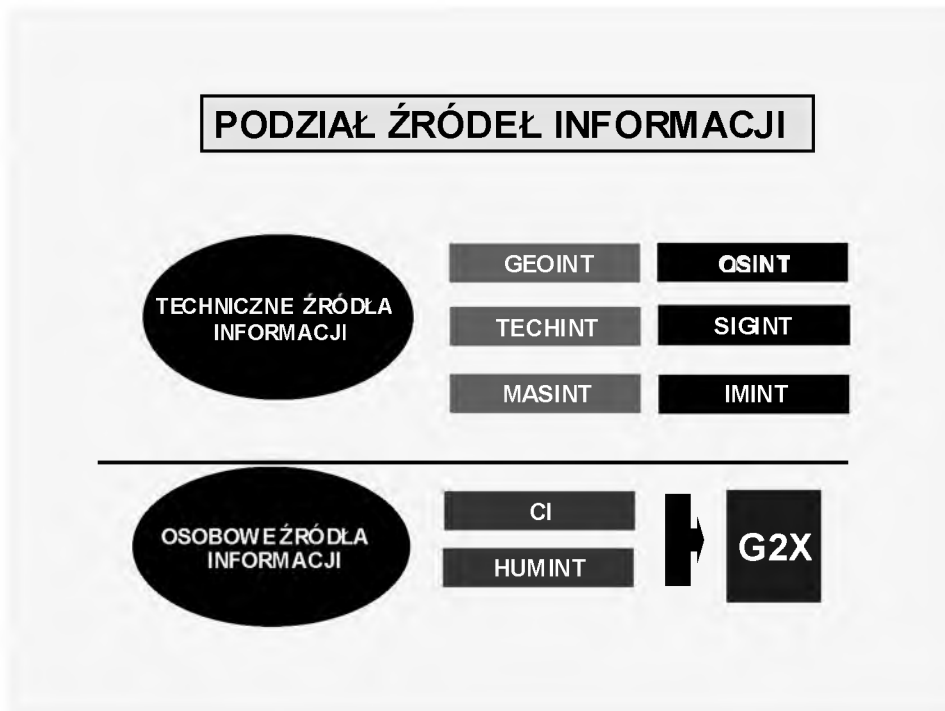 PODZIAŁ ŹRÓDEŁ INFORMACJI
TECHNICZNE ŹRÓDŁA
INFORMACJI
GEOINT
OSINT
TECHINT
SIGINT
MASINT
IMINT
OSOBOWE ŹRÓDŁA
INFORMACJI
CI
HUMINT
G2X